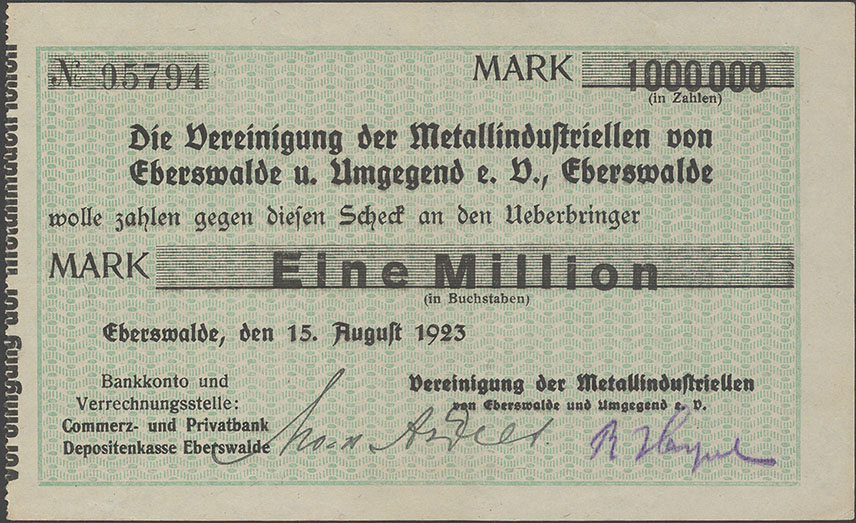 № 05794
MARK 1000000
(in Zahlen)
Die Vereinigung der Metallindustriellen von
Eberswalde u. Umgegend e. V., Eberswalde
wolle zahlen gegen diesen Scheck an den Ueberbringer
MARK Eine Million
(in Buchstaben)
Eberswalde, den 15. August 1923
Bankkonto und
Verrechnungsstelle:
Commerz- und Privatbank
Depositenkasse Eberswalde
Vereinigung der Metallindustriellen
von Eberswalde und Umgegend e. V.